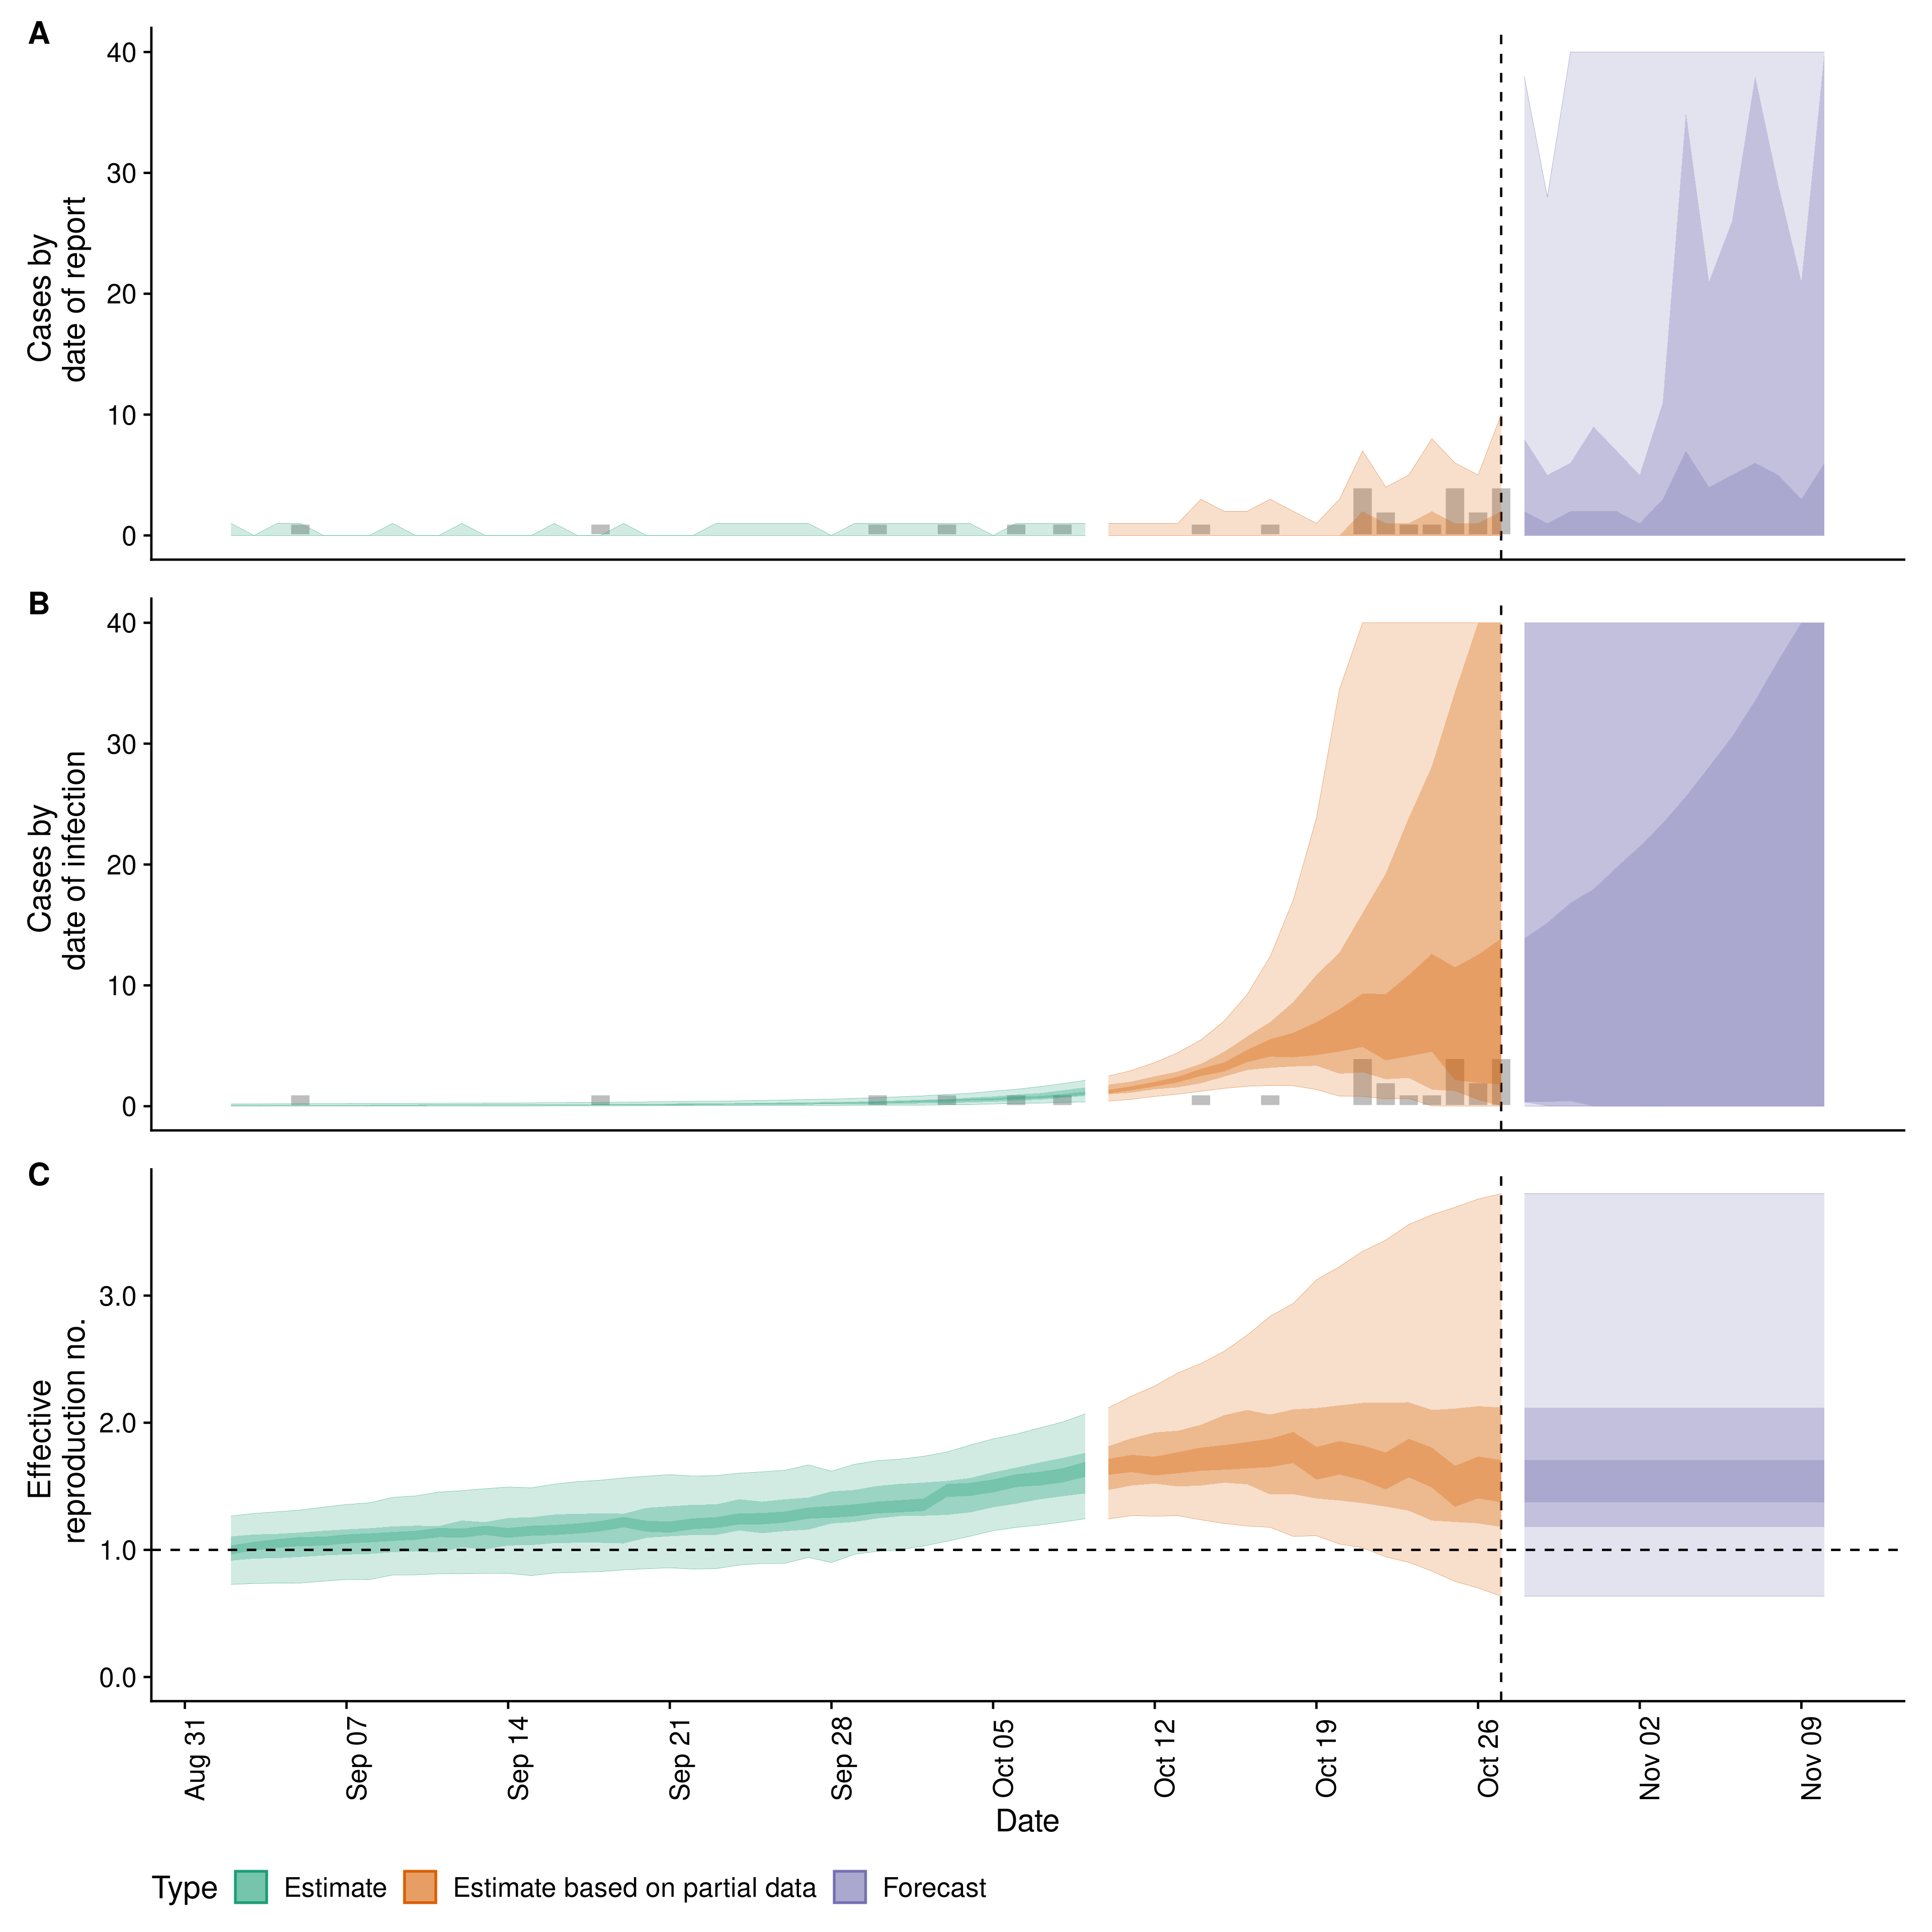 A
40
30
20
10
0
Cases by
date of report
B
40
30
20
10
0
Cases by
date of infection
C
3.0
2.0
1.0
0.0
Effective
reproduction no.
Aug 31
Sep 07
Sep 14
Sep 21
Sep 28
Oct 05
Oct 12
Oct 19
Oct 26
Nov 02
Nov 09
Date
Type Estimate Estimate based on partial data Forecast